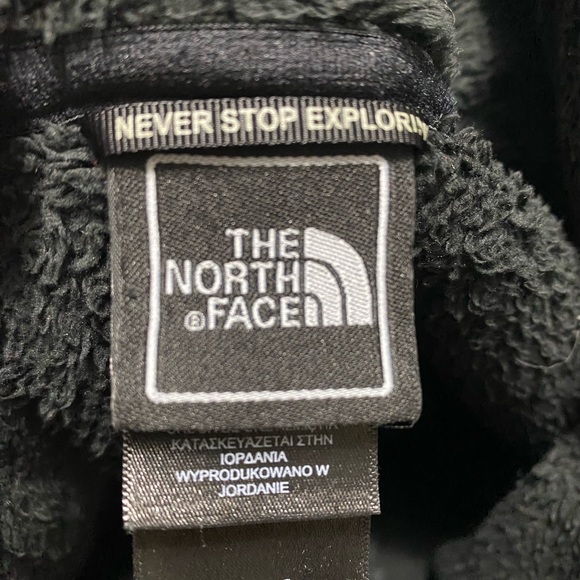 NEVER STOP EXPLORIN
THE
NORTH
®FACE
ΚΑΤΑΣΚΕΥΑΖΕΤΑΙ ΣΤΗΝ
ΙΟΡΔΑΝΙΑ
WYPRODUKOWANO W
JORDANIE